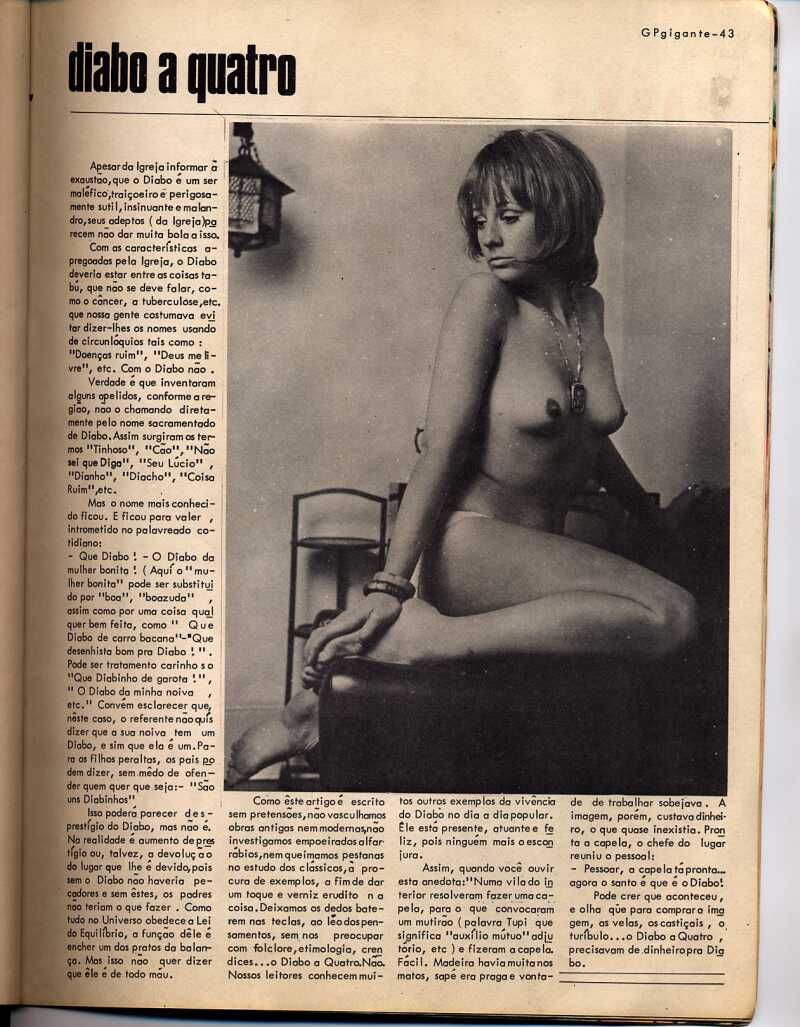 GPgigante-43
diabo a quatro
Apesar da Igreja informar à
exaustão, que o Diabo é um ser
maléfico, traiçoeiro e perigosa-
mente sutil, insinuante e malan-
dro, seus adeptos ( da Igreja)pa
recem não dar muita bola a isso.
Com as características a-
pregoadas pela Igreja, o Diabo
deveria estar entre as coisas ta-
bú, que não se deve falar, co-
mo o câncer, a tuberculose, etc.
que nossa gente costumava evi
tar dizer-lhes os nomes usando
de circunlóquios tais como :
"Doenças ruim", "Deus me li-
vre", etc. Com o Diabo não .
Verdade é que inventaram
alguns apelidos, conforme a re-
gião, não o chamando direta-
mente pelo nome sacramentado
de Diabo. Assim surgiram os ter-
mos "Tinhoso", "Cão", "Não
sei que Diga", "Seu Lúcio" ,
"Dianho", "Diacho", "Coisa
Ruim", etc.
Mas o nome mais conheci-
do ficou. E ficou para valer ,
intrometido no palavreado co-
tidiano:
- Que Diabo ! - O Diabo da
mulher bonita ! ( Aquí o "mu-
lher bonita" pode ser substitui
do por "boa", "boazuda" ,
assim como por uma coisa qual
quer bem feita, como " Que
Diabo de carro bacana"-"Que
desenhista bom pra Diabo ! " .
Pode ser tratamento carinho so
"Que Diabinho de garota !",
" O Diabo da minha noiva ,
etc." Convém esclarecer que,
nêste caso, o referente não quís
dizer que a sua noiva tem um
Diabo, e sim que ela é um. Pa-
ra os filhos peraltas, os pais po
dem dizer, sem mêdo de ofen-
der quem quer que seja:- "São
uns Diabinhos"
Isso poderá parecer des-
prestígio do Diabo, mas não é.
Na realidade é aumento de pres
tígio ou, talvez, a devolução
do lugar que lhe é devido, pois
sem o Diabo não haveria pe-
cadores e sem êstes, os padres
não teriam o que fazer . Como
tudo no Universo obedece a Lei
do Equilíbrio, a função dêle é
encher um dos pratos da balan-
ça. Mas isso não quer dizer
que êle é de todo máu.
Como êste artigo é escrito
sem pretensões, não vasculhamos
obras antigas nem modernas, não
investigamos empoeirados alfar-
rábios, nem queimamos pestanas
no estudo dos clássicos, à pro-
cura de exemplos, a fim de dar
um toque e verniz erudito na
coisa. Deixamos os dedos bate-
rem nas teclas, ao léo dos pen-
samentos, sem nos preocupar
com folclore, etimologia, cren
dices...o Diabo a Quatro. Não.
Nossos leitores conhecem mui-
tos outros exemplos da vivência
do Diabo no dia a dia popular.
Êle está presente, atuante e fe
liz, pois ninguém mais o escon
jura.
Assim, quando você ouvir
esta anedota:"Numa vila do in
terior resolveram fazer uma ca-
pela, para o que convocaram
um mutirão ( palavra Tupi que
significa "auxílio mútuo" adju
tório, etc ) e fizeram a capela.
Fácil. Madeira havia muita nos
matos, sapé era praga e vonta-
de de trabalhar sobejava . A
imagem, porém, custava dinhei-
ro, o que quase inexistia. Pron
ta a capela, o chefe do lugar
reuniu o pessoal:
- Pessoar, a capela tá pronta...
agora o santo é que é o Diabo!
Pode crer que aconteceu ,
e olha qüe para comprar a ima
gem, as velas, os castiçais , o
turíbulo...o Diabo a Quatro ,
precisavam de dinheiro pra Dia
bo.